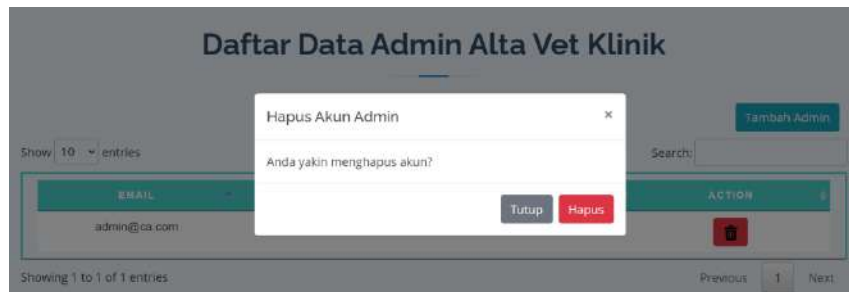 Daftar Data Admin Alta Vet Klinik
Hapus Akun Admin ×
Tambah Admin
Show 10 entries
Search:
Anda yakin menghapus akun?
Tutup Hapus
EMAIL ACTION
admin@ca.com
Showing 1 to 1 of 1 entries
Previous 1 Next